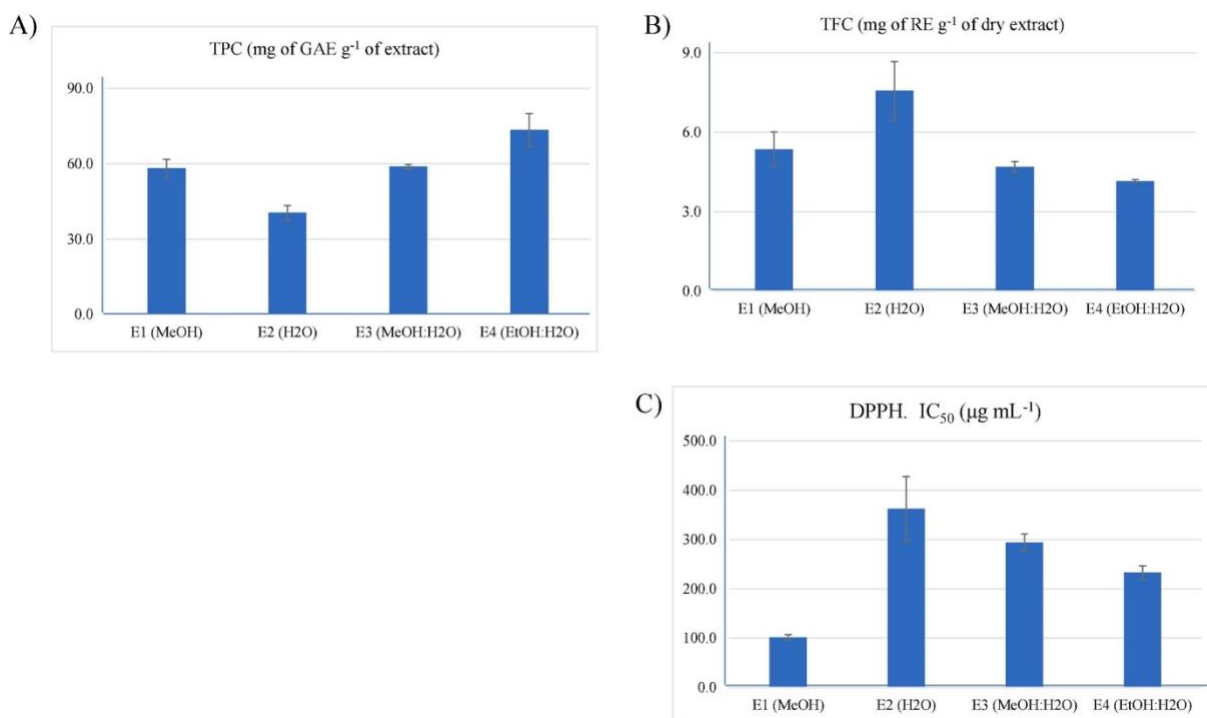 A)
TPC (mg of GAE g⁻¹ of extract)
90.0
60.0
30.0
0.0
E1 (MeOH) E2 (H2O) E3 (MeOH:H2O) E4 (EtOH:H2O)
B)
TFC (mg of RE g⁻¹ of dry extract)
9.0
6.0
3.0
0.0
E1 (MeOH) E2 (H2O) E3 (MeOH:H2O) E4 (EtOH:H2O)
C)
DPPH. IC₅₀ (µg mL⁻¹)
500.0
400.0
300.0
200.0
100.0
0.0
E1 (MeOH) E2 (H2O) E3 (MeOH:H2O) E4 (EtOH:H2O)